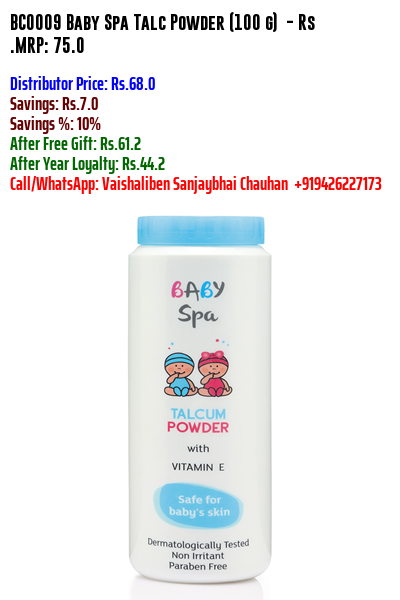 BC0009 Baby Spa Talc Powder (100 g)  - Rs
.MRP: 75.0
Distributor Price: Rs.68.0
Savings: Rs.7.0
Savings %: 10%
After Free Gift: Rs.61.2
After Year Loyalty: Rs.44.2
Call/WhatsApp: Vaishaliben Sanjaybhai Chauhan  +919426227173
BABY
Spa
TALCUM
POWDER
with
VITAMIN E
Safe for
baby's skin
Dermatologically Tested
Non Irritant
Paraben Free